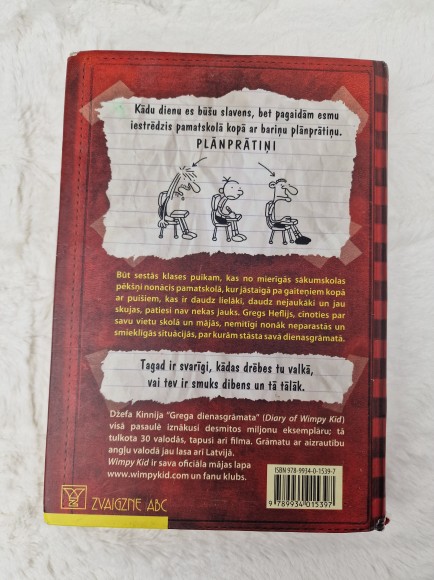 Kādu dienu es būšu slavens, bet pagaidām esmu
iestrēdzis pamatskolā kopā ar bariņu plānprātiņu.
PLĀNPRĀTIŅI
Būt sestās klases puikam, kas no mierīgās sākumskolas
pēkšņi nonācis pamatskolā, kur jāstaigā pa gaiteņiem kopā
ar puišiem, kas ir daudz lielāki, daudz nejaukāki un jau
skujas, patiesi nav nekas jauks. Gregs Heflijs, cīnoties par
savu vietu skolā un mājās, nemitīgi nonāk neparastās un
smieklīgās situācijās, par kurām stāsta savā dienasgrāmatā.
Tagad ir svarīgi, kādas drēbes tu valkā,
vai tev ir smuks dibens un tā tālāk.
Džefa Kinnija "Grega dienasgrāmata" (Diary of Wimpy Kid)
visā pasaulē iznākusi desmitos miljonu eksemplāru; tā
tulkota 30 valodās, tapusi arī filma. Grāmatu ar aizrautību
angļu valodā jau lasa arī Latvijā.
Wimpy Kid ir sava oficiāla mājas lapa
www.wimpykid.com un fanu klubs.
ISBN 978-9934-0-1539-7
9 789934 015397
ZVAIGZNE ABC